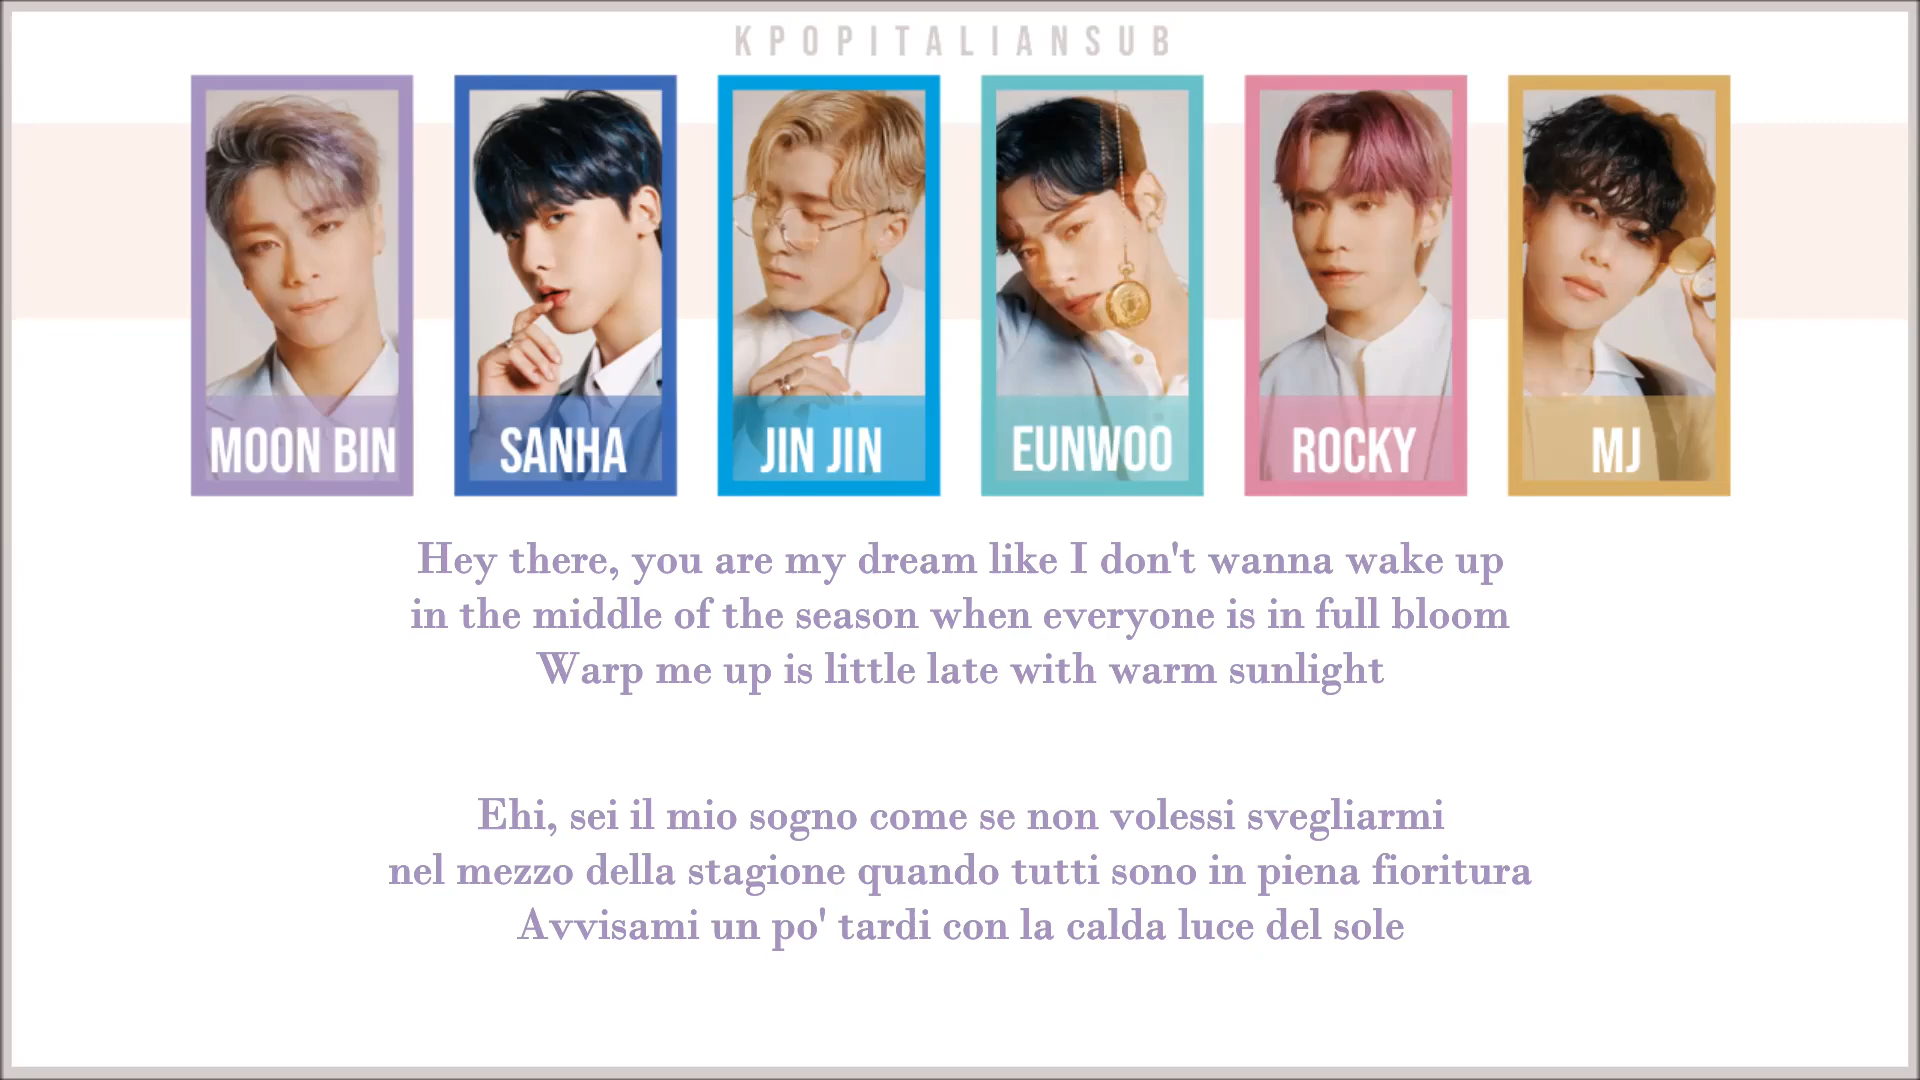 KPOPITALIANSUB
MOON BIN
SANHA
JIN JIN
EUNWOO
ROCKY
MJ
Hey there, you are my dream like I don't wanna wake up
in the middle of the season when everyone is in full bloom
Warp me up is little late with warm sunlight
Ehi, sei il mio sogno come se non volessi svegliarmi
nel mezzo della stagione quando tutti sono in piena fioritura
Avvisami un po' tardi con la calda luce del sole